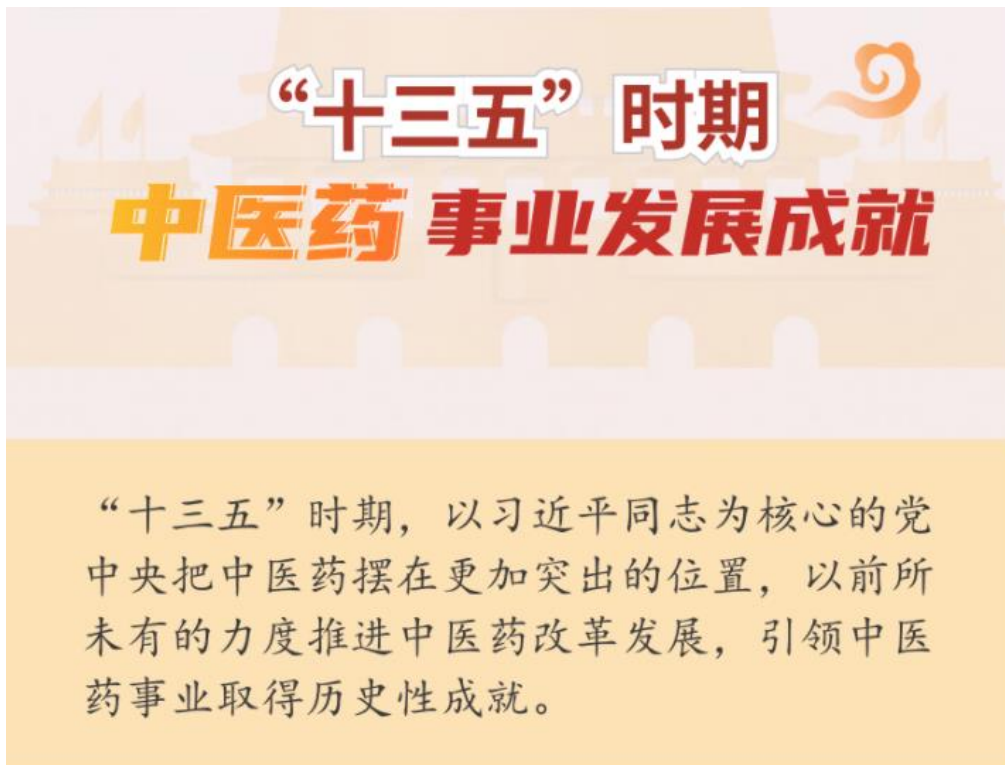 “十三五”时期
中医药事业发展成就
“十三五”时期，以习近平同志为核心的党
中央把中医药摆在更加突出的位置，以前所
未有的力度推进中医药改革发展，引领中医
药事业取得历史性成就。